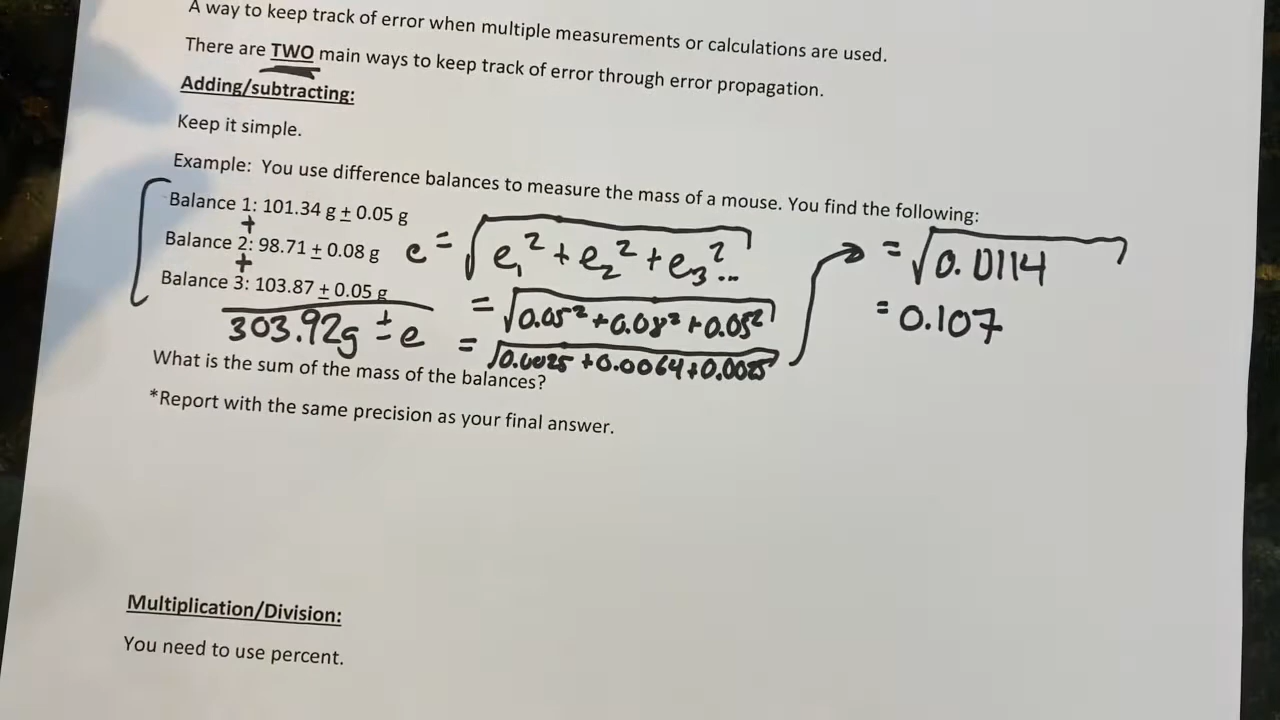 A way to keep track of error when multiple measurements or calculations are used.
There are TWO main ways to keep track of error through error propagation.
Adding/subtracting:
Keep it simple.
Example: You use difference balances to measure the mass of a mouse. You find the following:
Balance 1: 101.34 g ± 0.05 g
+
Balance 2: 98.71 ± 0.08 g
+
Balance 3: 103.87 ± 0.05 g
303.92g ± e
e = √e₁² + e₂² + e₃² ...
= √0.05² + 0.08² + 0.05²
= √0.0025 + 0.0064 + 0.0025
= √0.0114
= 0.107
What is the sum of the mass of the balances?
*Report with the same precision as your final answer.
Multiplication/Division:
You need to use percent.